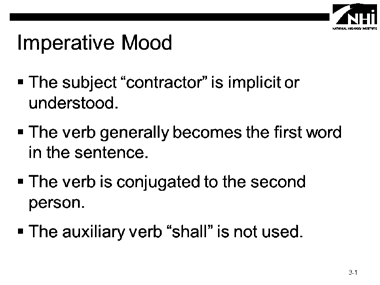 NHI
NATIONAL HIGHWAY INSTITUTE
Imperative Mood
▪ The subject “contractor” is implicit or
understood.
▪ The verb generally becomes the first word
in the sentence.
▪ The verb is conjugated to the second
person.
▪ The auxiliary verb “shall” is not used.